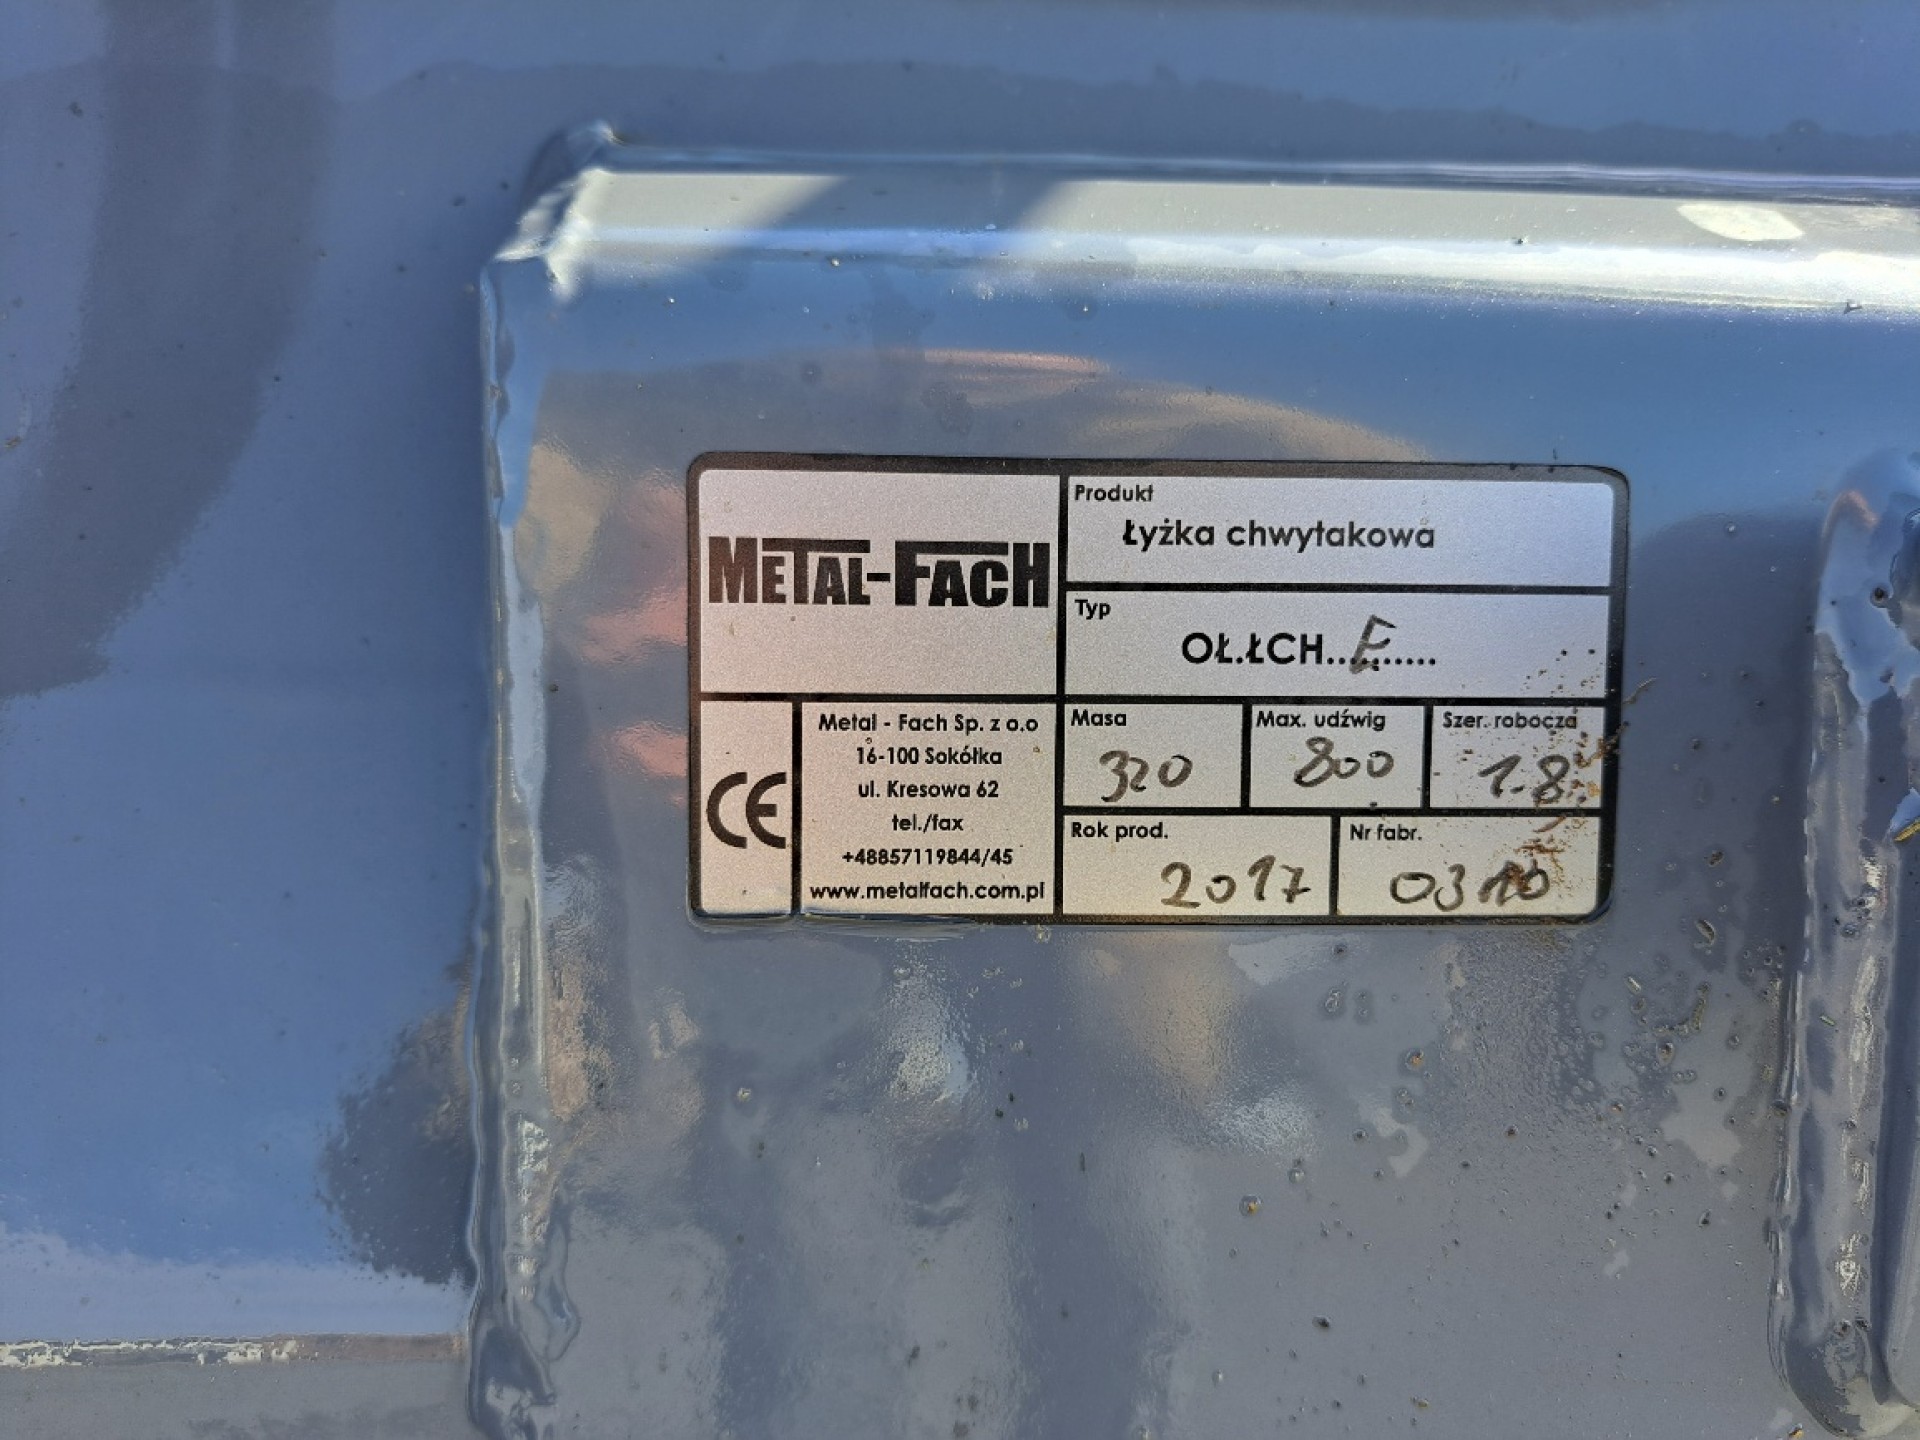 METAL-FACH
Produkt
Łyżka chwytakowa
Typ
OŁ.ŁCH...E.......
CE
Metal - Fach Sp. z o.o
16-100 Sokółka
ul. Kresowa 62
tel./fax
+48857119844/45
www.metalfach.com.pl
Masa
320
Max. udźwig
800
Szer. robocza
1.8
Rok prod.
2017
Nr fabr.